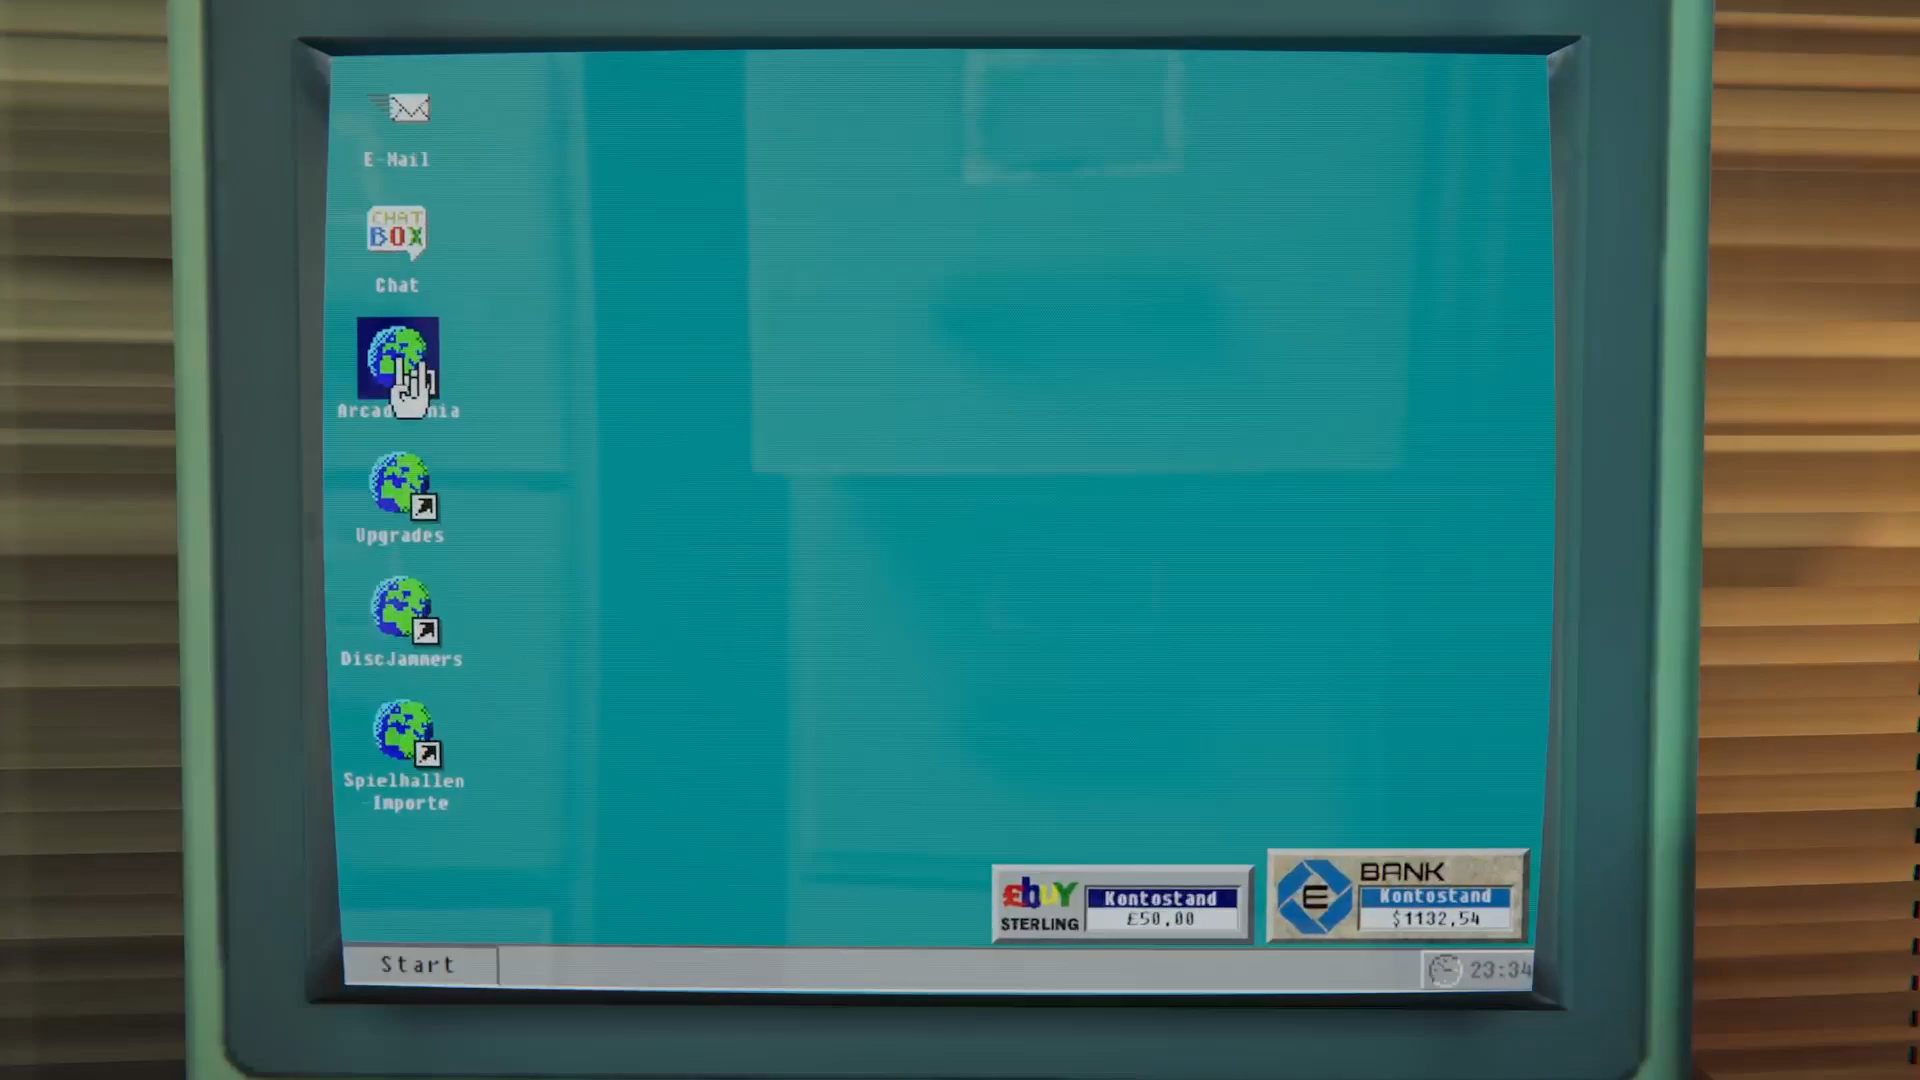 E-Mail
CHAT
BOX
Chat
Upgrades
DiscJammers
Spielhallen
-Importe
£buy
STERLING
Kontostand
£50,00
E
BANK
Kontostand
$1132,54
Start
23:34